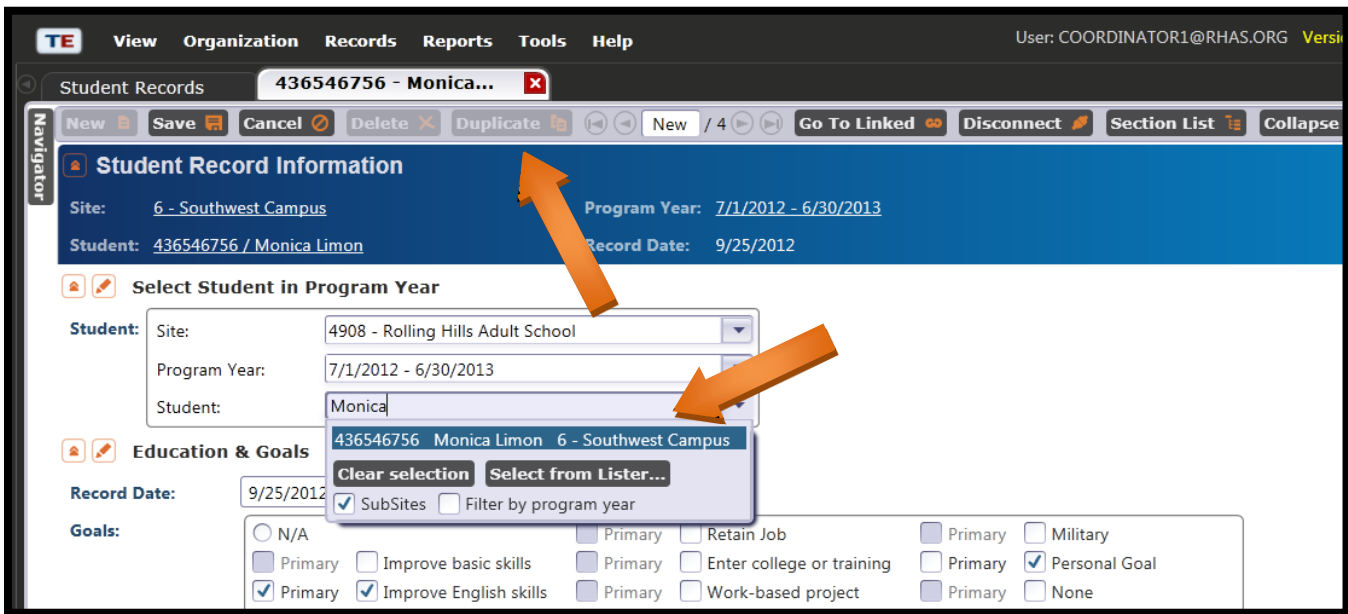 TE View Organization Records Reports Tools Help User: COORDINATOR1@RHAS.ORG Versi
Student Records 436546756 - Monica...
Navigator
New Save Cancel Delete Duplicate New / 4 Go To Linked Disconnect Section List Collapse
Student Record Information
Site: 6 - Southwest Campus Program Year: 7/1/2012 - 6/30/2013
Student: 436546756 / Monica Limon Record Date: 9/25/2012
Select Student in Program Year
Student: Site: 4908 - Rolling Hills Adult School
Program Year: 7/1/2012 - 6/30/2013
Student: Monica
436546756 Monica Limon 6 - Southwest Campus
Education & Goals
Clear selection Select from Lister...
Record Date: 9/25/2012
SubSites Filter by program year
Goals: N/A Primary Retain Job Primary Military
Primary Improve basic skills Primary Enter college or training Primary Personal Goal
Primary Improve English skills Primary Work-based project Primary None